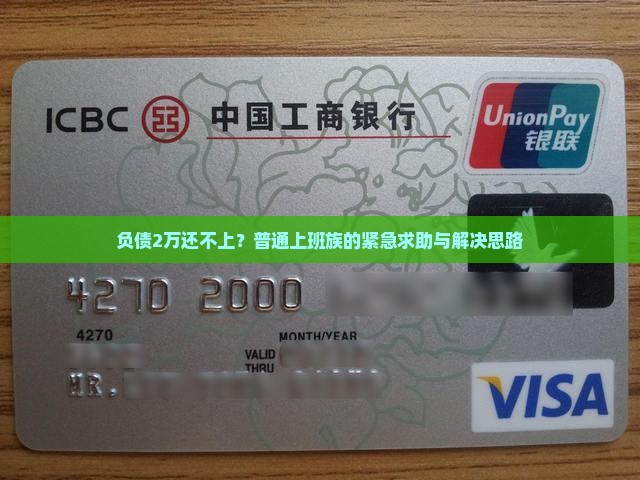 ICBC 中国工商银行
UnionPay
银联
负债2万还不上？普通上班族的紧急求助与解决思路
4270 2000
4270
MONTH/YEAR
VALID
THRU
MR.
VISA